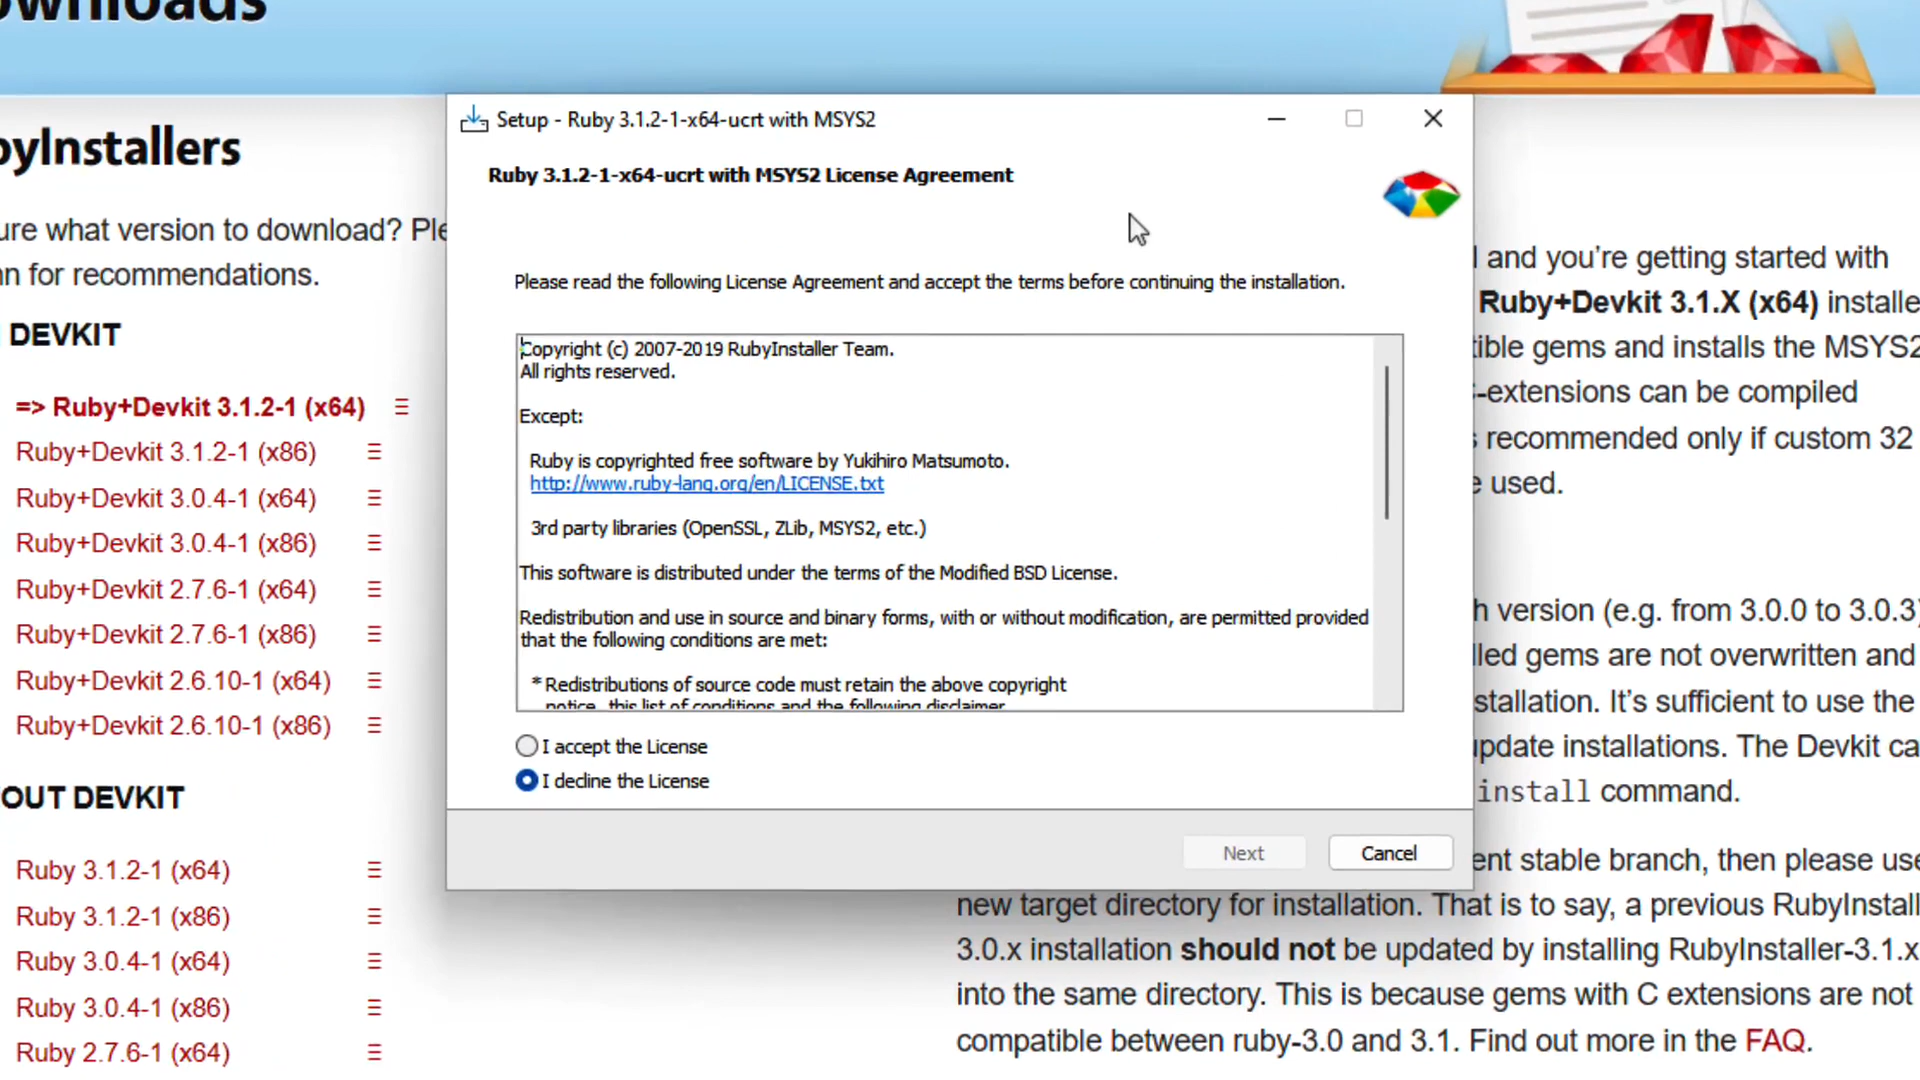 ownloads
byInstallers
ure what version to download? Ple
n for recommendations.
DEVKIT
=> Ruby+Devkit 3.1.2-1 (x64)
Ruby+Devkit 3.1.2-1 (x86)
Ruby+Devkit 3.0.4-1 (x64)
Ruby+Devkit 3.0.4-1 (x86)
Ruby+Devkit 2.7.6-1 (x64)
Ruby+Devkit 2.7.6-1 (x86)
Ruby+Devkit 2.6.10-1 (x64)
Ruby+Devkit 2.6.10-1 (x86)
OUT DEVKIT
Ruby 3.1.2-1 (x64)
Ruby 3.1.2-1 (x86)
Ruby 3.0.4-1 (x64)
Ruby 3.0.4-1 (x86)
Ruby 2.7.6-1 (x64)
Setup - Ruby 3.1.2-1-x64-ucrt with MSYS2
Ruby 3.1.2-1-x64-ucrt with MSYS2 License Agreement
Please read the following License Agreement and accept the terms before continuing the installation.
Copyright (c) 2007-2019 RubyInstaller Team.
All rights reserved.
Except:
Ruby is copyrighted free software by Yukihiro Matsumoto.
http://www.ruby-lang.org/en/LICENSE.txt
3rd party libraries (OpenSSL, ZLib, MSYS2, etc.)
This software is distributed under the terms of the Modified BSD License.
Redistribution and use in source and binary forms, with or without modification, are permitted provided
that the following conditions are met:
* Redistributions of source code must retain the above copyright
notice, this list of conditions and the following disclaimer
I accept the License
I decline the License
Next
Cancel
and you're getting started with
Ruby+Devkit 3.1.X (x64) installe
tible gems and installs the MSYS2
-extensions can be compiled
s recommended only if custom 32
e used.
h version (e.g. from 3.0.0 to 3.0.3)
lled gems are not overwritten and
stallation. It's sufficient to use the
update installations. The Devkit ca
install command.
ent stable branch, then please use
new target directory for installation. That is to say, a previous RubyInstall
3.0.x installation should not be updated by installing RubyInstaller-3.1.x
into the same directory. This is because gems with C extensions are not
compatible between ruby-3.0 and 3.1. Find out more in the FAQ.